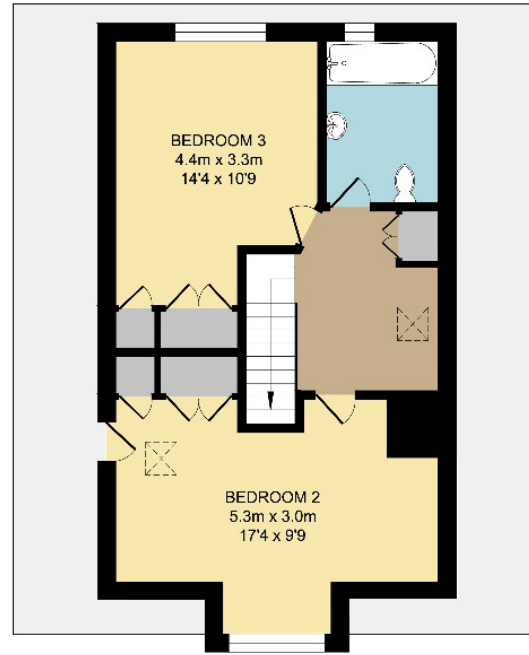 BEDROOM 3
4.4m x 3.3m
14'4 x 10'9
BEDROOM 2
5.3m x 3.0m
17'4 x 9'9